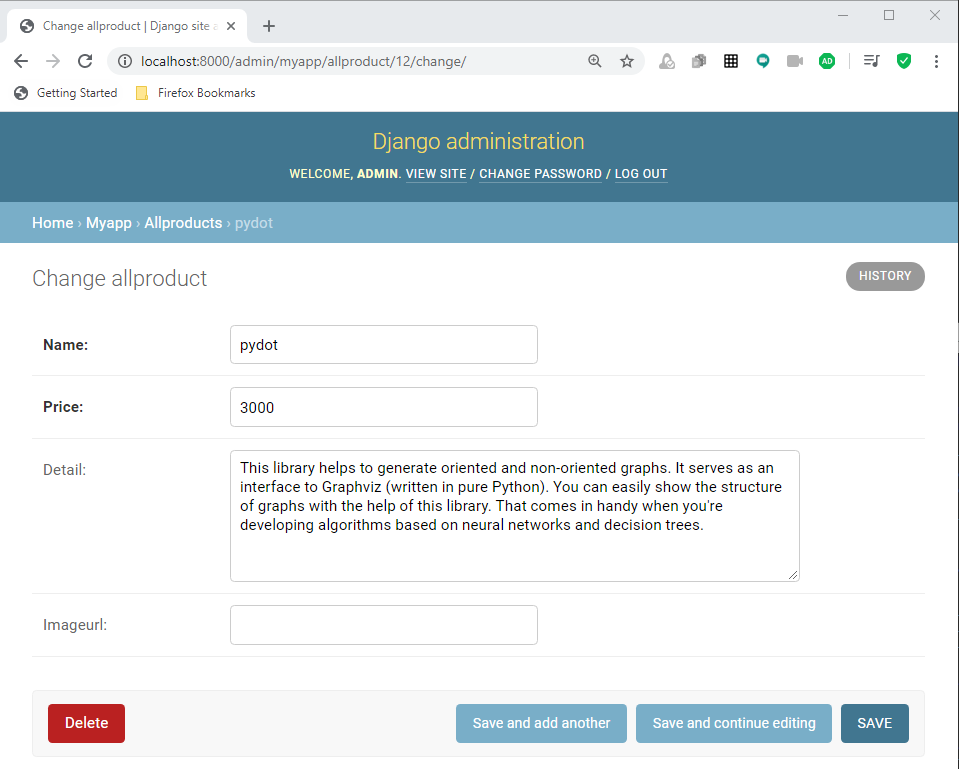 Change allproduct | Django site a
localhost:8000/admin/myapp/allproduct/12/change/
AD
Getting Started Firefox Bookmarks
Django administration
WELCOME, ADMIN. VIEW SITE / CHANGE PASSWORD / LOG OUT
Home › Myapp › Allproducts › pydot
Change allproduct
HISTORY
Name: pydot
Price: 3000
Detail: This library helps to generate oriented and non-oriented graphs. It serves as an
interface to Graphviz (written in pure Python). You can easily show the structure
of graphs with the help of this library. That comes in handy when you're
developing algorithms based on neural networks and decision trees.
Imageurl:
Delete Save and add another Save and continue editing SAVE